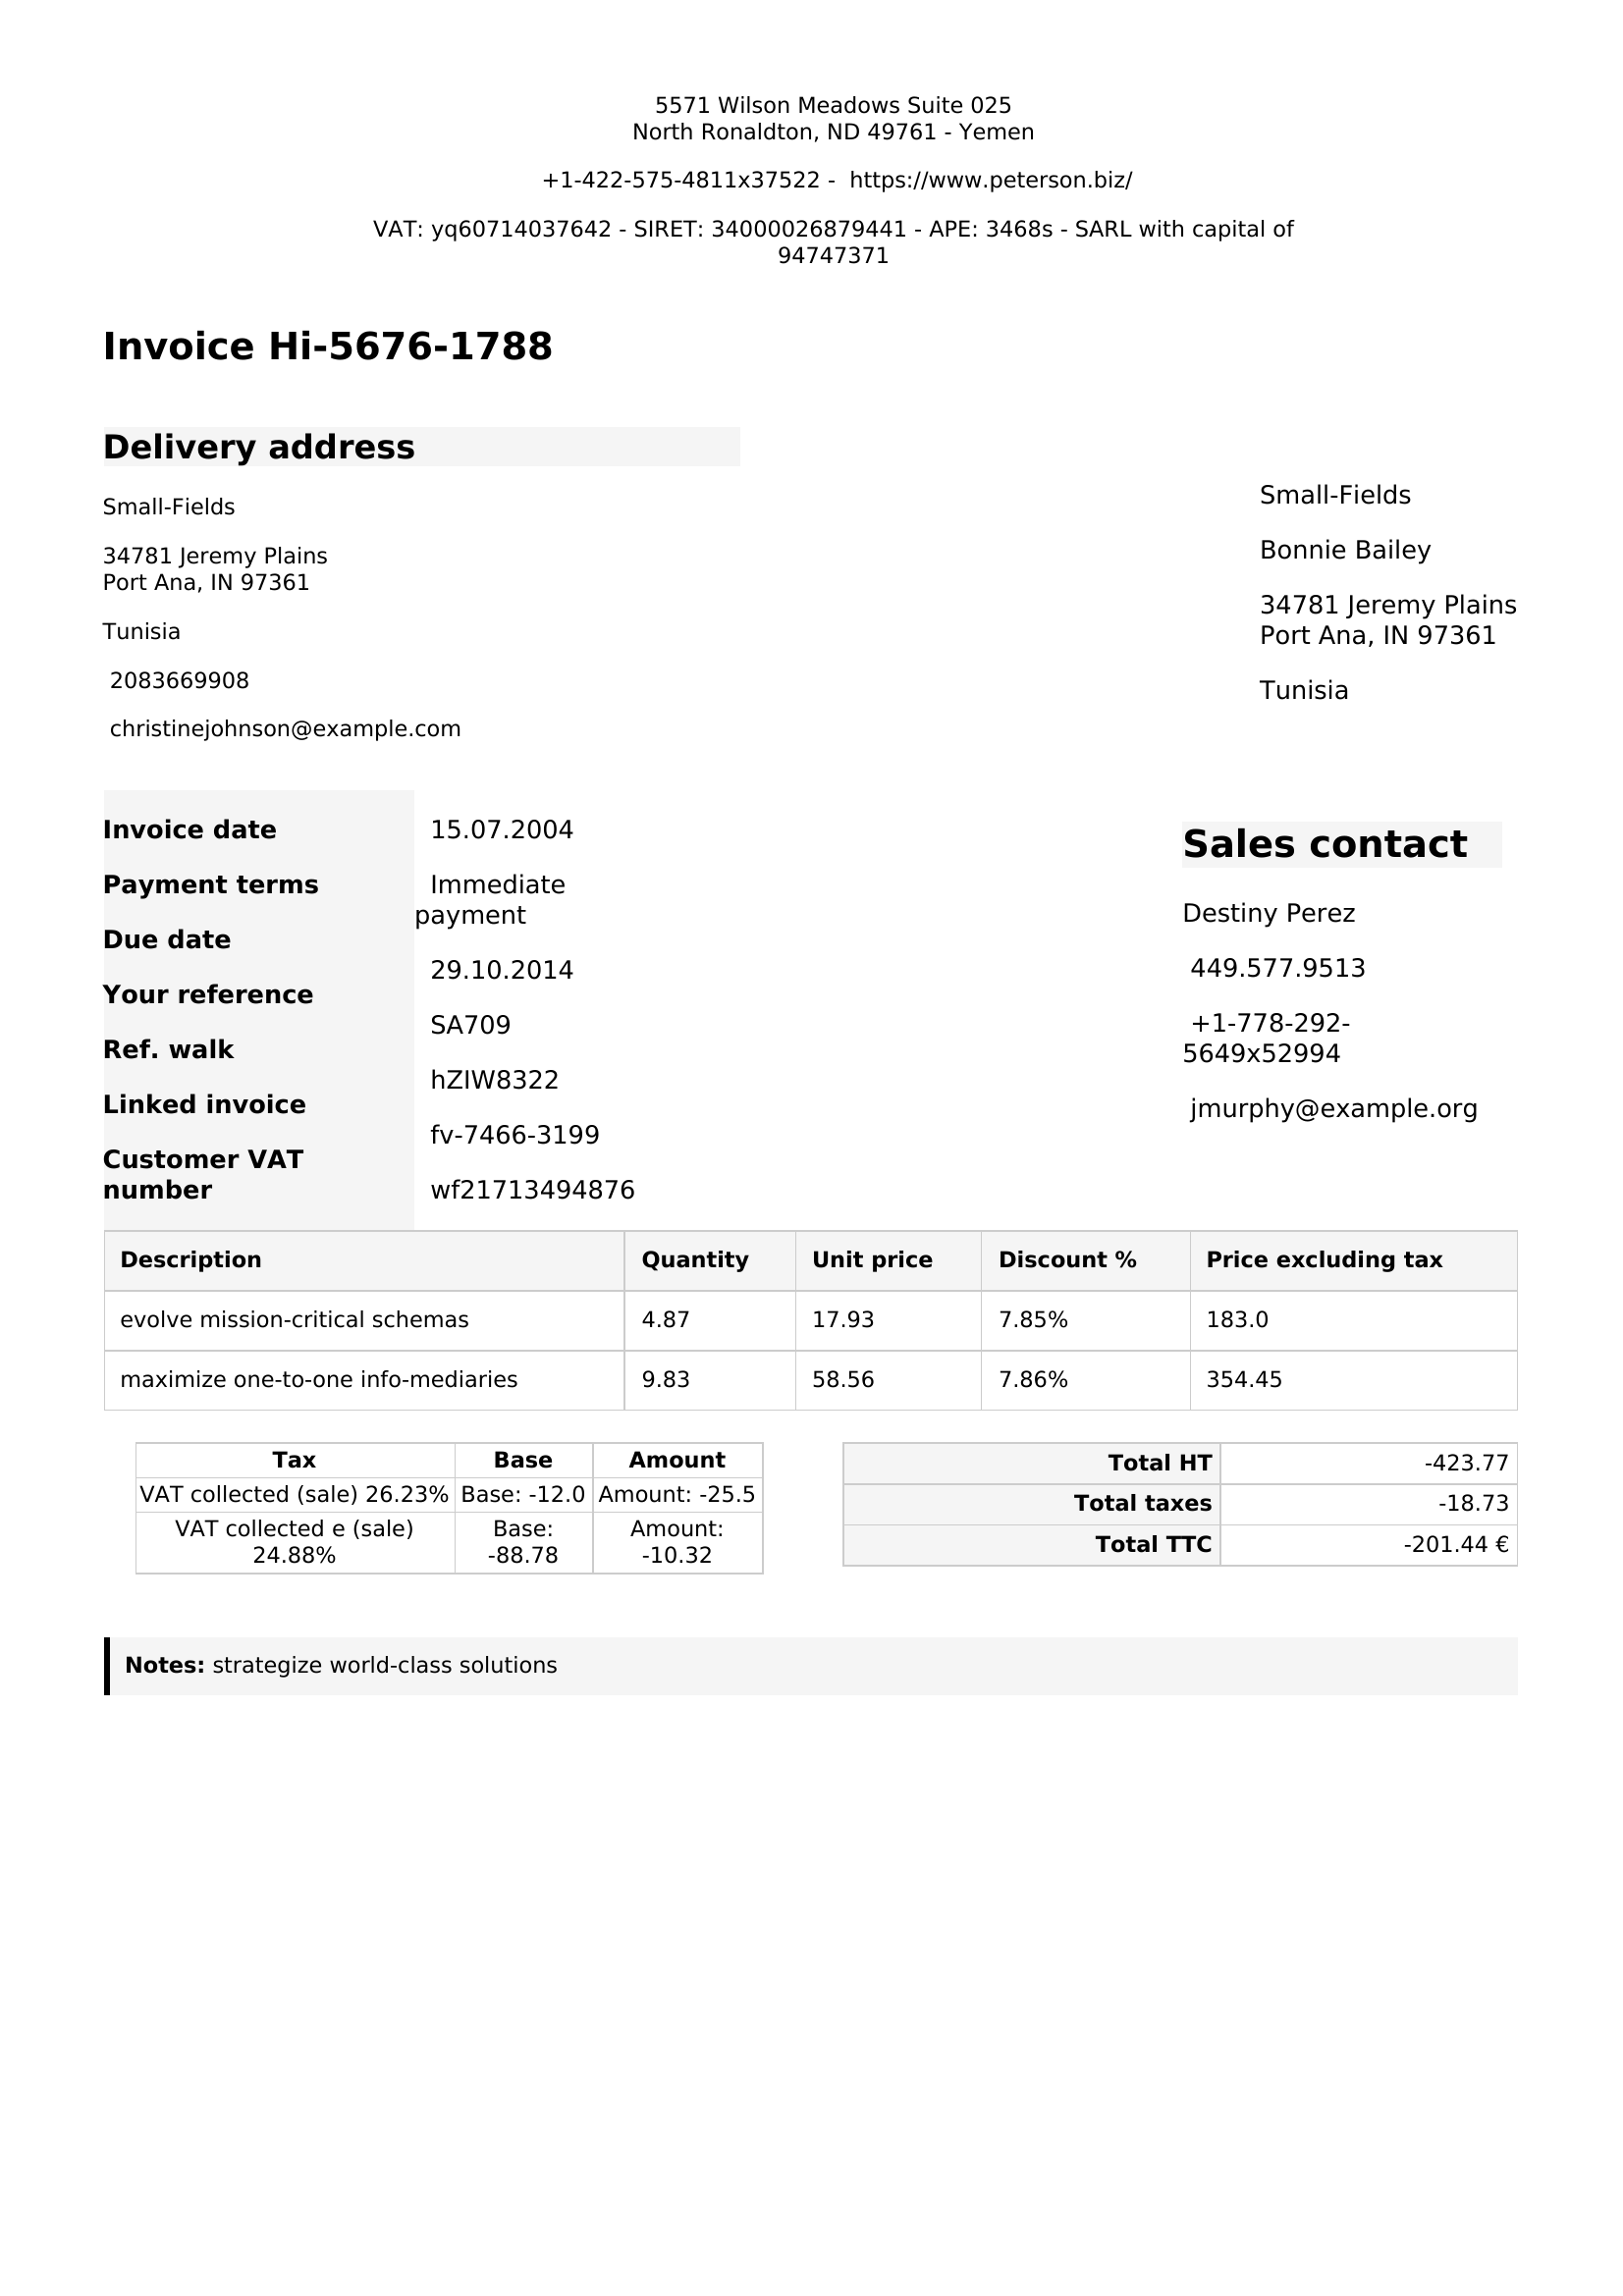 5571 Wilson Meadows Suite 025
North Ronaldton, ND 49761 - Yemen
+1-422-575-4811x37522 - https://www.peterson.biz/
VAT: yq60714037642 - SIRET: 34000026879441 - APE: 3468s - SARL with capital of
94747371
Invoice Hi-5676-1788
Delivery address
Small-Fields
34781 Jeremy Plains
Port Ana, IN 97361
Tunisia
2083669908
christinejohnson@example.com
Small-Fields
Bonnie Bailey
34781 Jeremy Plains
Port Ana, IN 97361
Tunisia
Invoice date
Payment terms
Due date
Your reference
Ref. walk
Linked invoice
Customer VAT
number
15.07.2004
Immediate
payment
29.10.2014
SA709
hZIW8322
fv-7466-3199
wf21713494876
Sales contact
Destiny Perez
449.577.9513
+1-778-292-
5649x52994
jmurphy@example.org
Description Quantity Unit price Discount % Price excluding tax
evolve mission-critical schemas 4.87 17.93 7.85% 183.0
maximize one-to-one info-mediaries 9.83 58.56 7.86% 354.45
Tax Base Amount
VAT collected (sale) 26.23% Base: -12.0 Amount: -25.5
VAT collected e (sale) Base: Amount:
24.88% -88.78 -10.32
Total HT -423.77
Total taxes -18.73
Total TTC -201.44 €
Notes: strategize world-class solutions